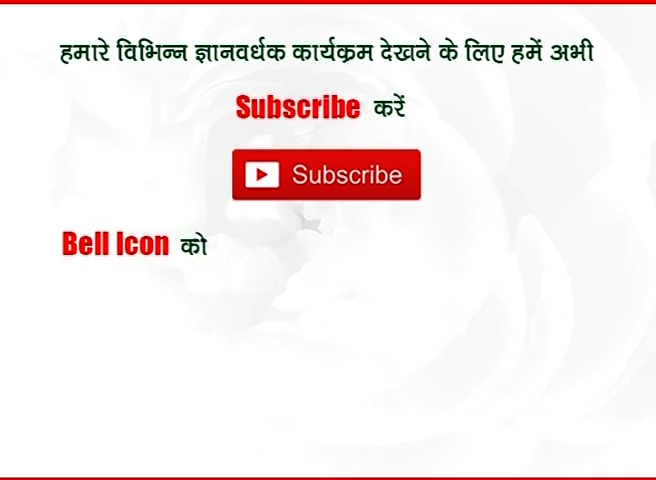 हमारे विभिन्न ज्ञानवर्धक कार्यक्रम देखने के लिए हमें अभी
Subscribe करें
Subscribe
Bell Icon को